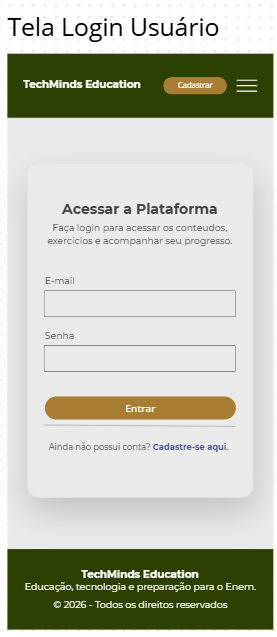 Tela Login Usuário
TechMinds Education
Cadastrar
Acessar a Plataforma
Faça login para acessar os conteudos,
exercícios e acompanhar seu progresso.
E-mail
Senha
Entrar
Ainda não possui conta? Cadastre-se aqui.
TechMinds Education
Educação, tecnologia e preparação para o Enem.
© 2026 - Todos os direitos reservados